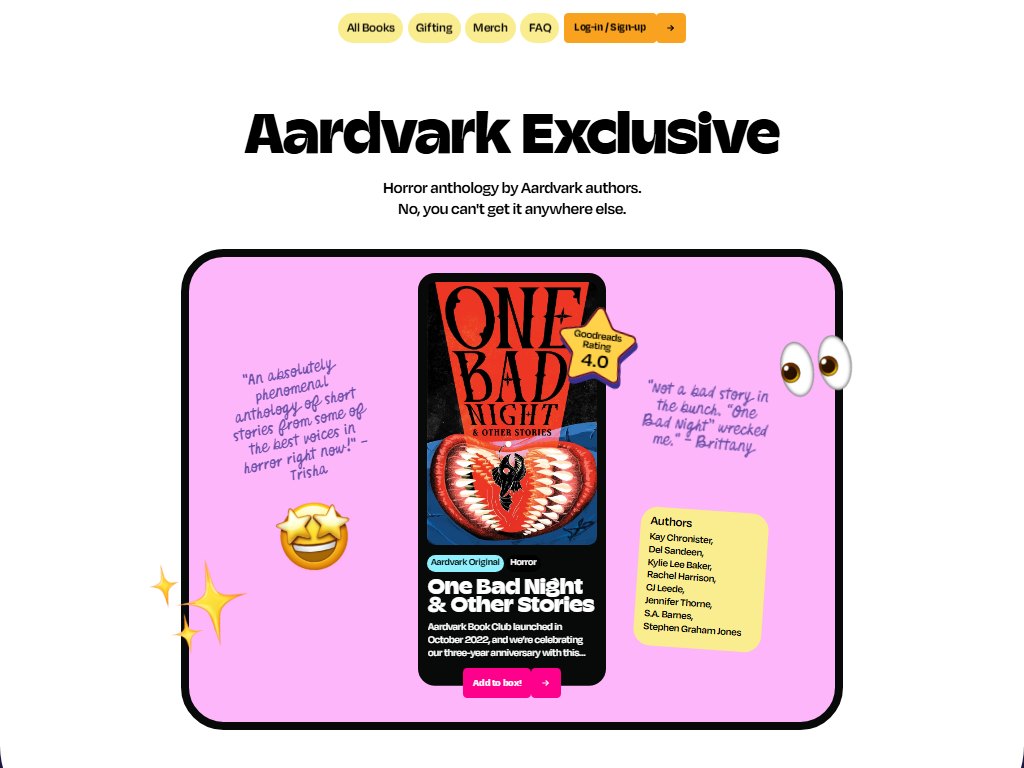 All Books
Gifting
Merch
FAQ
Log-in / Sign-up
Aardvark Exclusive
Horror anthology by Aardvark authors.
No, you can't get it anywhere else.
"An absolutely
phenomenal
anthology of short
stories from some of
the best voices in
horror right now!" -
Trisha
ONE
BAD
NIGHT
& OTHER STORIES
Goodreads
Rating
4.0
Aardvark Original
Horror
One Bad Night
& Other Stories
Aardvark Book Club launched in
October 2022, and we're celebrating
our three-year anniversary with this...
Add to box!
"Not a bad story in
the bunch. "One
Bad Night" wrecked
me." - Brittany
Authors
Kay Chronister,
Del Sandeen,
Kylie Lee Baker,
Rachel Harrison,
CJ Leede,
Jennifer Thorne,
S.A. Barnes,
Stephen Graham Jones